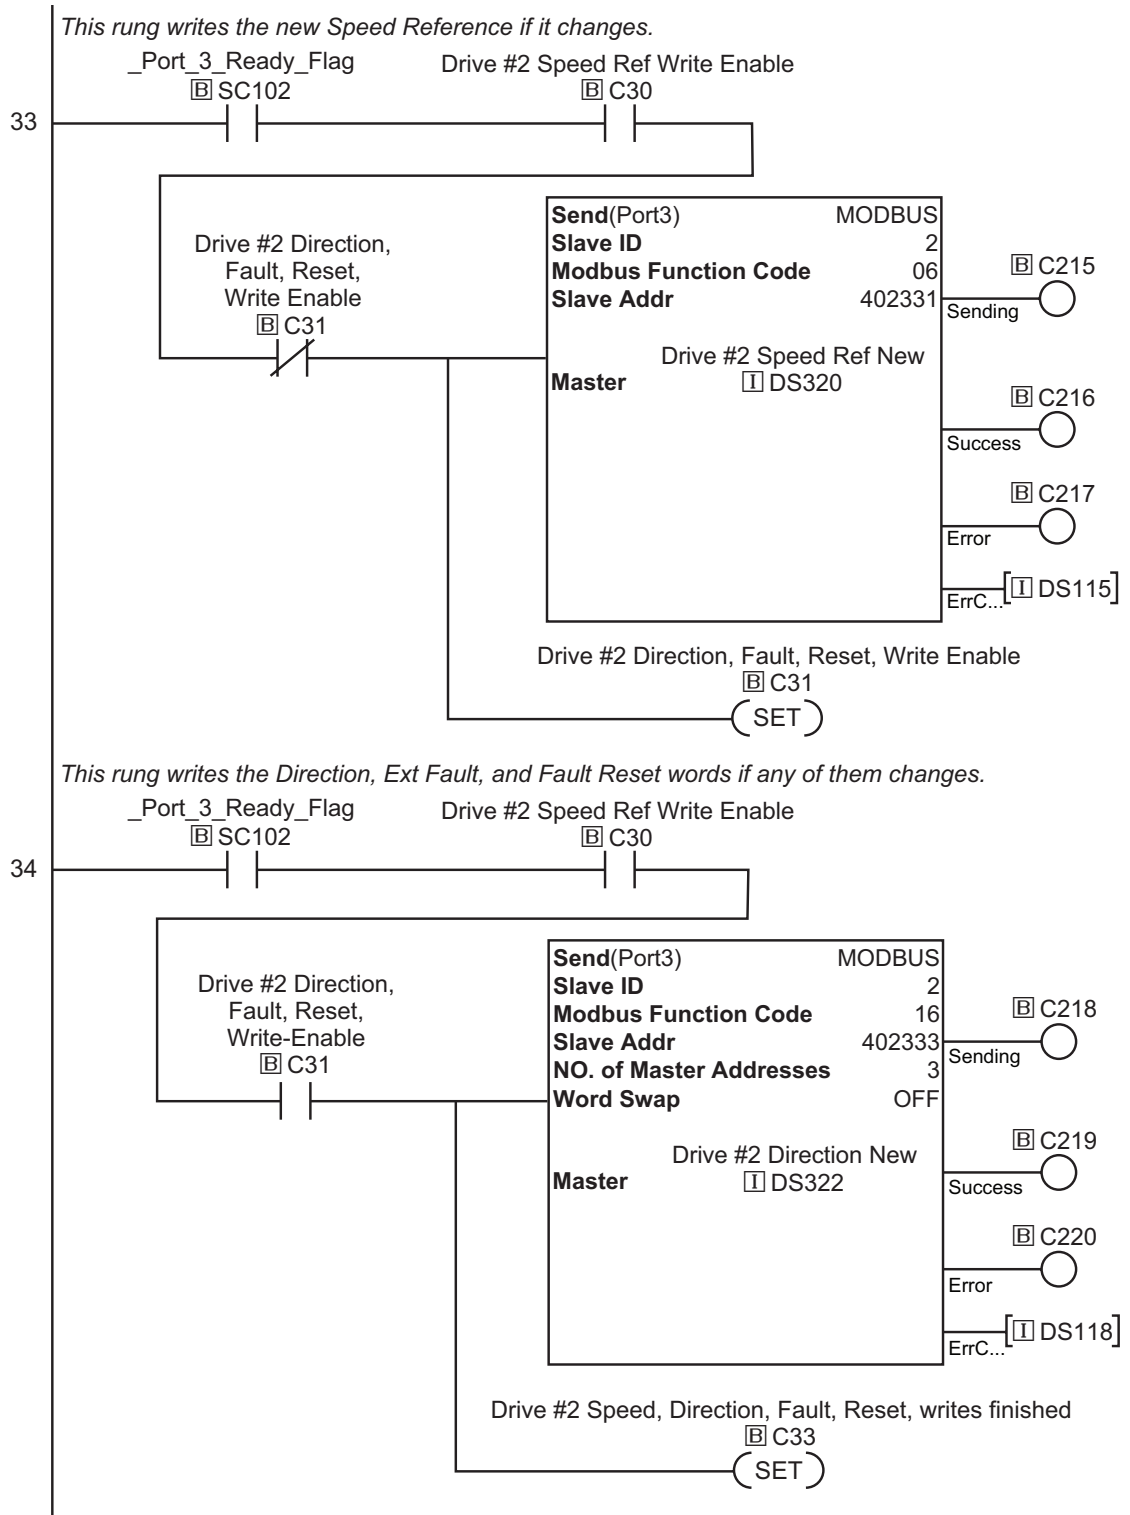 This rung writes the new Speed Reference if it changes.
_Port_3_Ready_Flag
B SC102
Drive #2 Speed Ref Write Enable
B C30
33
Drive #2 Direction,
Fault, Reset,
Write Enable
B C31
Send(Port3) MODBUS
Slave ID 2
Modbus Function Code 06
Slave Addr 402331
Drive #2 Speed Ref New
Master I DS320
B C215
Sending
B C216
Success
B C217
Error
I DS115
ErrC...
Drive #2 Direction, Fault, Reset, Write Enable
B C31
SET
This rung writes the Direction, Ext Fault, and Fault Reset words if any of them changes.
_Port_3_Ready_Flag
B SC102
Drive #2 Speed Ref Write Enable
B C30
34
Drive #2 Direction,
Fault, Reset,
Write-Enable
B C31
Send(Port3) MODBUS
Slave ID 2
Modbus Function Code 16
Slave Addr 402333
NO. of Master Addresses 3
Word Swap OFF
Drive #2 Direction New
Master I DS322
B C218
Sending
B C219
Success
B C220
Error
I DS118
ErrC...
Drive #2 Speed, Direction, Fault, Reset, writes finished
B C33
SET